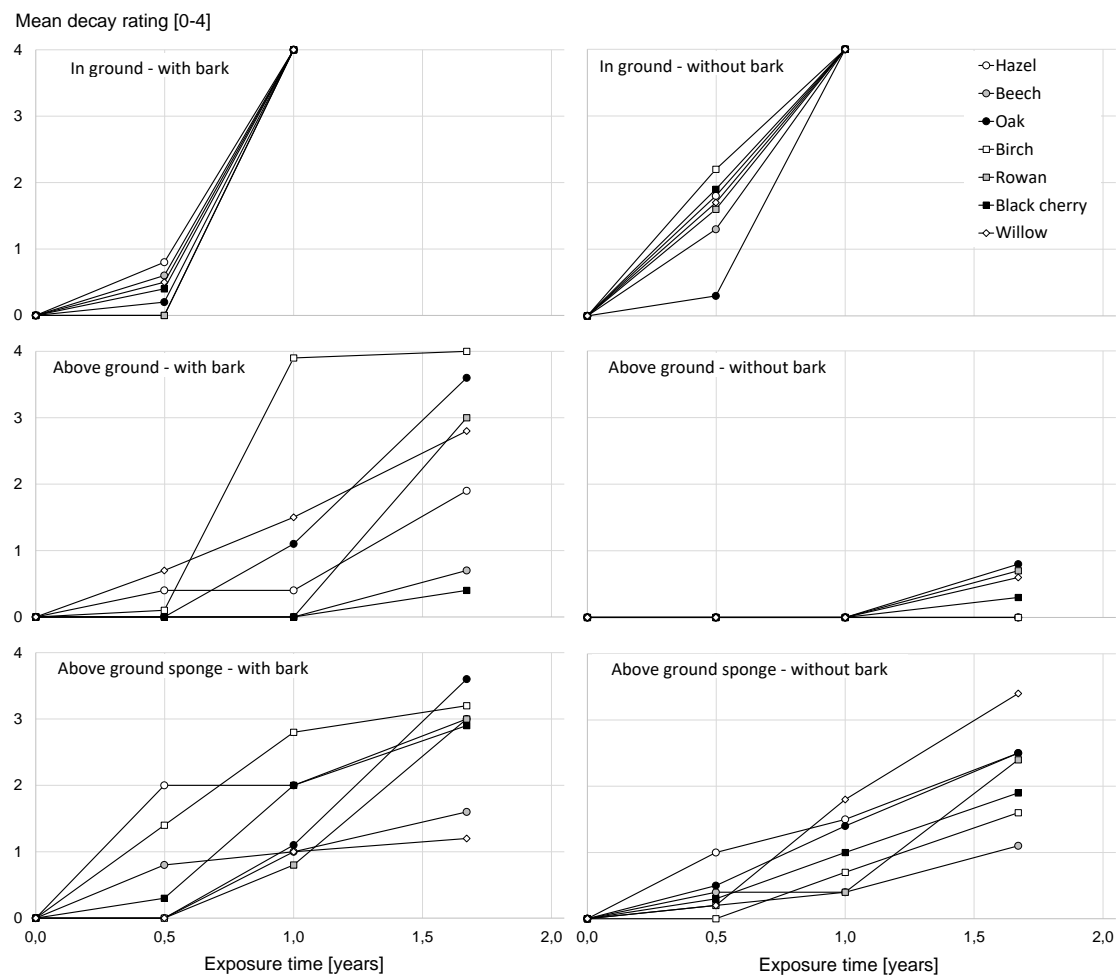 Mean decay rating [0-4]
4
In ground - with bark
3
2
1
0
In ground - without bark
Hazel
Beech
Oak
Birch
Rowan
Black cherry
Willow
4
Above ground - with bark
3
2
1
0
Above ground - without bark
4
Above ground sponge - with bark
3
2
1
0
0,0 0,5 1,0 1,5 2,0
Exposure time [years]
Above ground sponge - without bark
0,0 0,5 1,0 1,5 2,0
Exposure time [years]